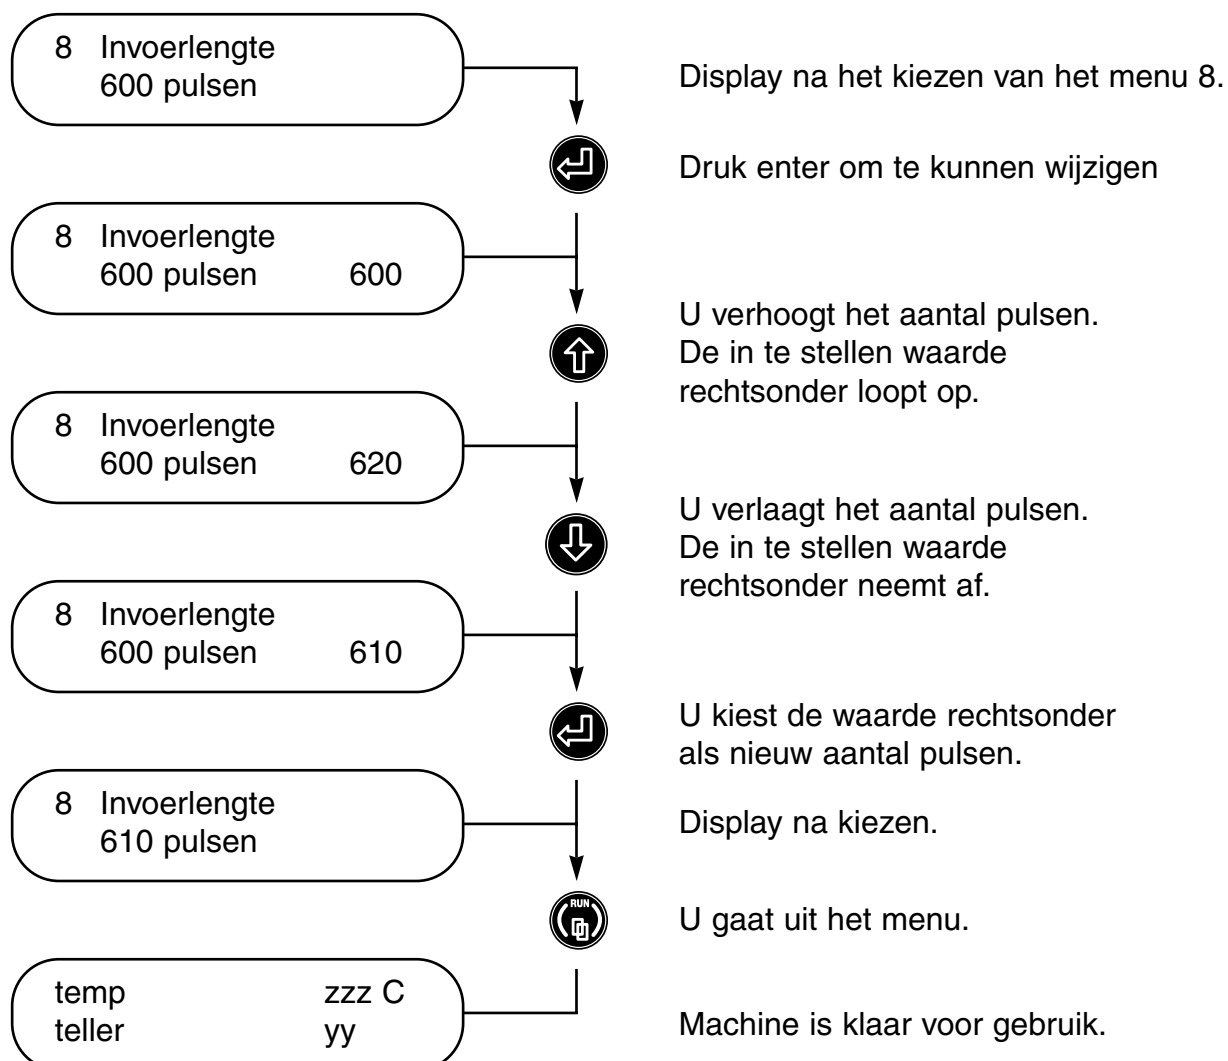 8 Invoerlengte
600 pulsen
Display na het kiezen van het menu 8.
Druk enter om te kunnen wijzigen
8 Invoerlengte
600 pulsen 600
U verhoogt het aantal pulsen.
De in te stellen waarde
rechtsonder loopt op.
8 Invoerlengte
600 pulsen 620
U verlaagt het aantal pulsen.
De in te stellen waarde
rechtsonder neemt af.
8 Invoerlengte
600 pulsen 610
U kiest de waarde rechtsonder
als nieuw aantal pulsen.
8 Invoerlengte
610 pulsen
Display na kiezen.
RUN
U gaat uit het menu.
temp zzz C
teller yy
Machine is klaar voor gebruik.